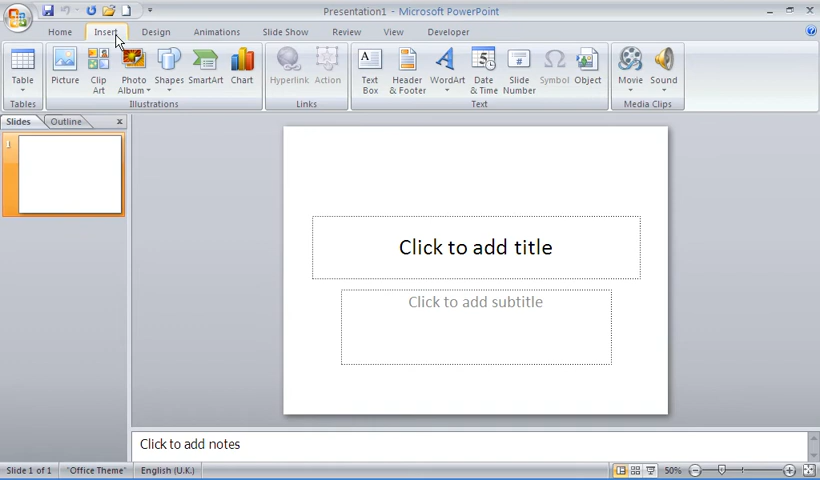 Presentation1 - Microsoft PowerPoint
Home Insert Design Animations Slide Show Review View Developer
Table Picture Clip Art Photo Album Shapes SmartArt Chart Hyperlink Action Text Box Header & Footer WordArt Date & Time Slide Number Symbol Object Movie Sound
Tables Illustrations Links Text Media Clips
Slides Outline x
1
Click to add title
Click to add subtitle
Click to add notes
Slide 1 of 1 "Office Theme" English (U.K.) 50%